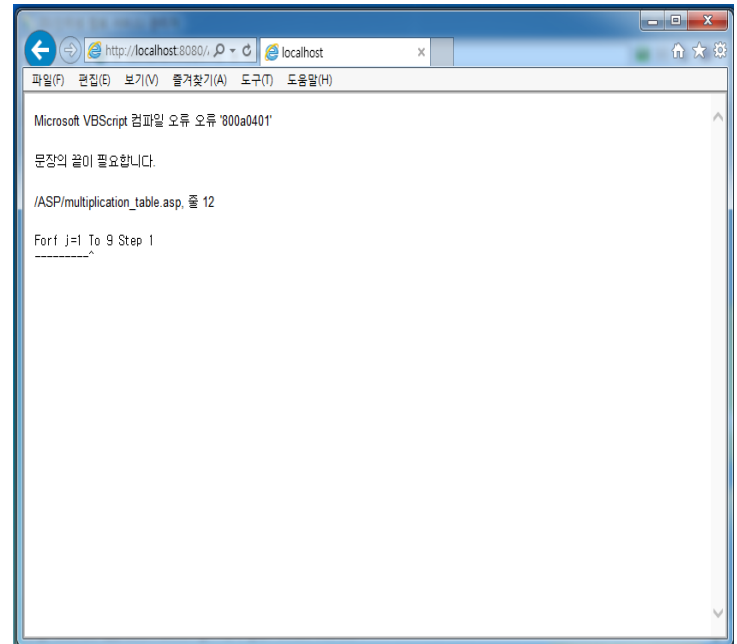 http://localhost:8080/
localhost
파일(F) 편집(E) 보기(V) 즐겨찾기(A) 도구(T) 도움말(H)
Microsoft VBScript 컴파일 오류 오류 '800a0401'
문장의 끝이 필요합니다.
/ASP/multiplication_table.asp, 줄 12
Forf j=1 To 9 Step 1
---------^